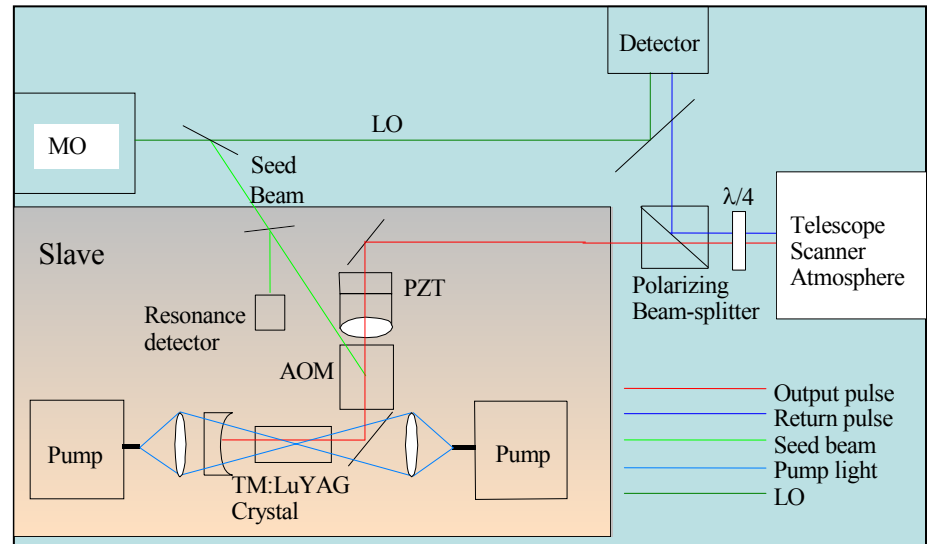 Detector
MO
LO
Seed
Beam
λ/4
Telescope
Scanner
Atmosphere
Slave
PZT
Polarizing
Beam-splitter
Resonance
detector
AOM
Pump
Pump
TM:LuYAG
Crystal
Output pulse
Return pulse
Seed beam
Pump light
LO